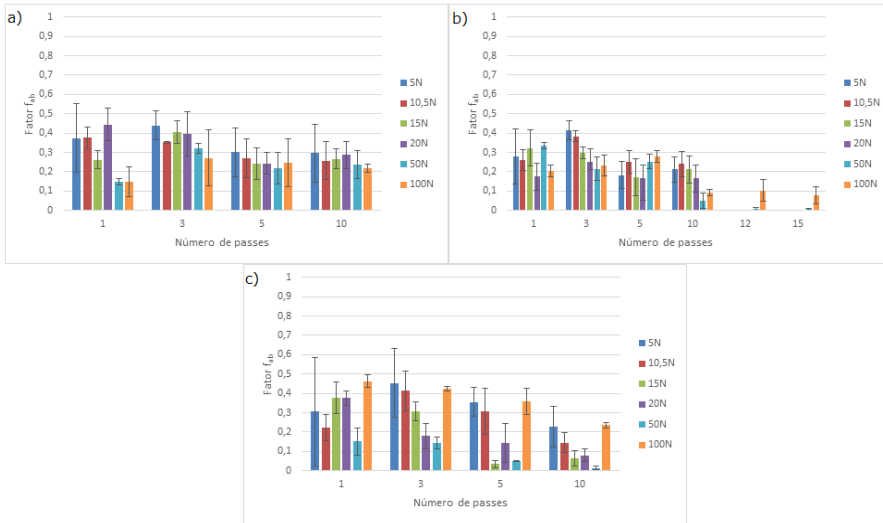 a)
Fator fab
1
0,9
0,8
0,7
0,6
0,5
0,4
0,3
0,2
0,1
0
1 3 5 10
Número de passes
5N
10,5N
15N
20N
50N
100N
b)
Fator fab
1
0,9
0,8
0,7
0,6
0,5
0,4
0,3
0,2
0,1
0
1 3 5 10 12 15
Número de passes
5N
10,5N
15N
20N
50N
100N
c)
Fator fab
1
0,9
0,8
0,7
0,6
0,5
0,4
0,3
0,2
0,1
0
1 3 5 10
Número de passes
5N
10,5N
15N
20N
50N
100N